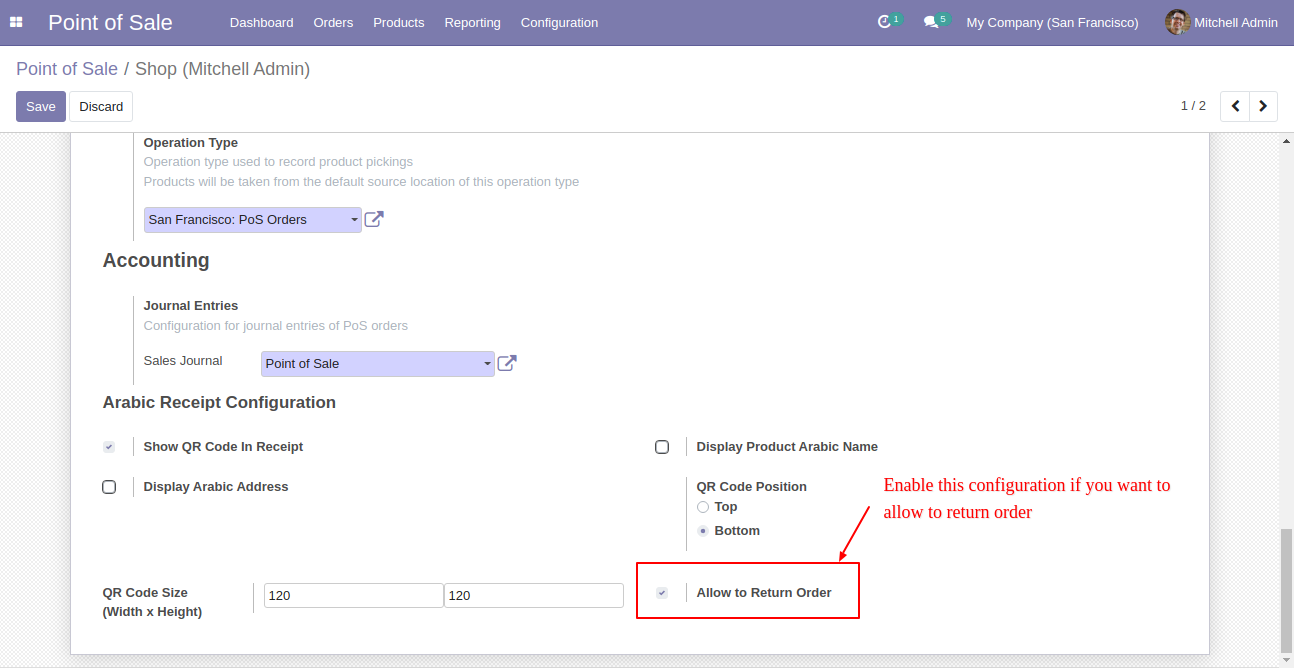 Point of Sale Dashboard Orders Products Reporting Configuration 1 5 My Company (San Francisco) Mitchell Admin
Point of Sale / Shop (Mitchell Admin)
Save Discard 1 / 2
Operation Type
Operation type used to record product pickings
Products will be taken from the default source location of this operation type
San Francisco: PoS Orders
Accounting
Journal Entries
Configuration for journal entries of PoS orders
Sales Journal Point of Sale
Arabic Receipt Configuration
Show QR Code In Receipt Display Product Arabic Name
Display Arabic Address QR Code Position
Top
Bottom
Enable this configuration if you want to
allow to return order
QR Code Size
(Width x Height)
120 120
Allow to Return Order